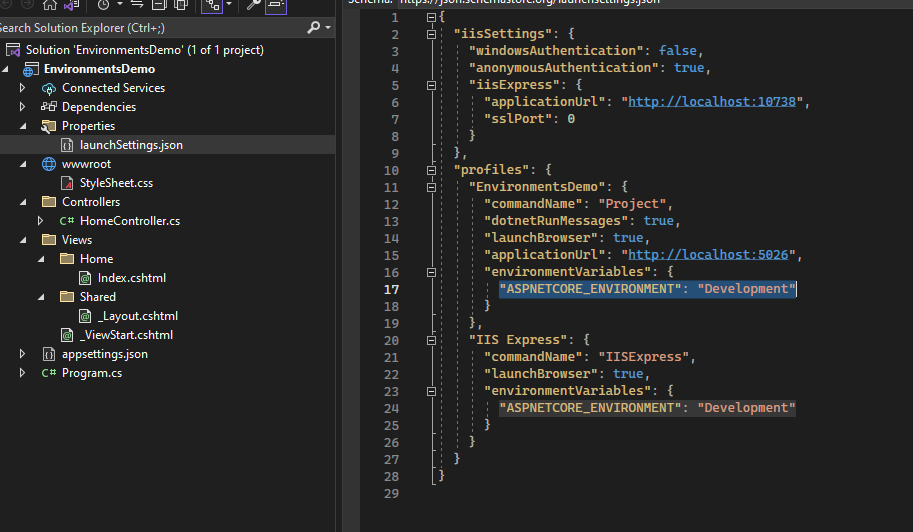 Search Solution Explorer (Ctrl+;)
Solution 'EnvironmentsDemo' (1 of 1 project)
EnvironmentsDemo
Connected Services
Dependencies
Properties
launchSettings.json
wwwroot
StyleSheet.css
Controllers
C# HomeController.cs
Views
Home
Index.cshtml
Shared
_Layout.cshtml
_ViewStart.cshtml
appsettings.json
C# Program.cs
Schema: https://json.schemastore.org/launchsettings.json
1 {
2 "iisSettings": {
3 "windowsAuthentication": false,
4 "anonymousAuthentication": true,
5 "iisExpress": {
6 "applicationUrl": "http://localhost:10738",
7 "sslPort": 0
8 }
9 },
10 "profiles": {
11 "EnvironmentsDemo": {
12 "commandName": "Project",
13 "dotnetRunMessages": true,
14 "launchBrowser": true,
15 "applicationUrl": "http://localhost:5026",
16 "environmentVariables": {
17 "ASPNETCORE_ENVIRONMENT": "Development"
18 }
19 },
20 "IIS Express": {
21 "commandName": "IISExpress",
22 "launchBrowser": true,
23 "environmentVariables": {
24 "ASPNETCORE_ENVIRONMENT": "Development"
25 }
26 }
27 }
28 }
29